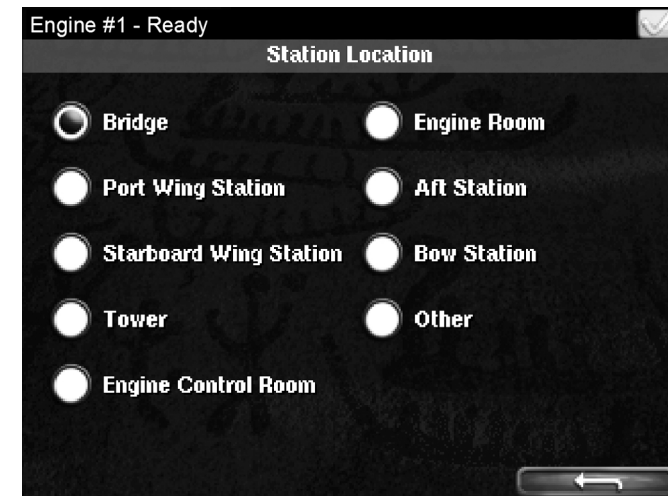 Engine #1 - Ready
Station Location
Bridge
Engine Room
Port Wing Station
Aft Station
Starboard Wing Station
Bow Station
Tower
Other
Engine Control Room